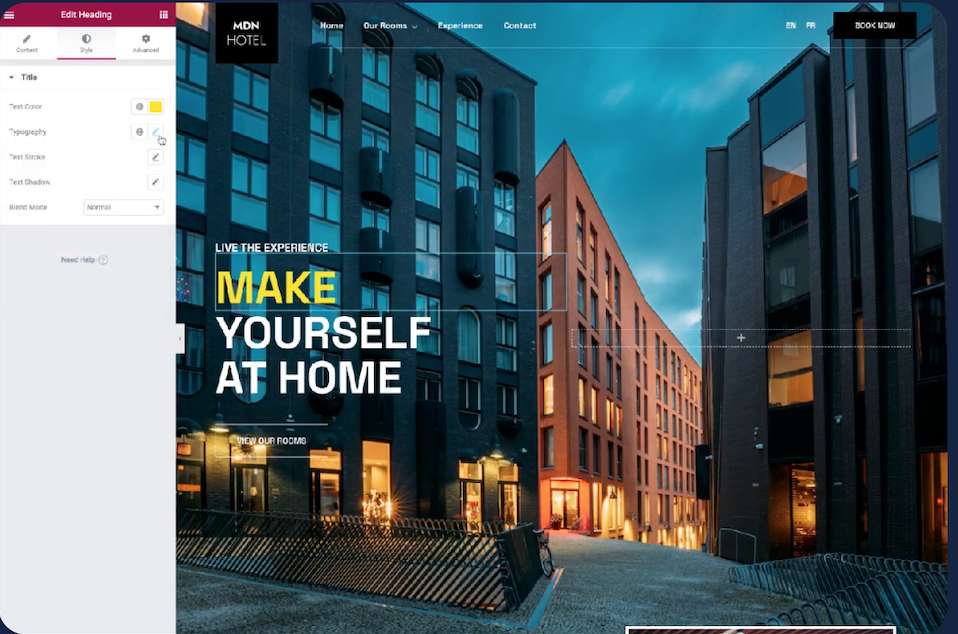 Edit Heading
Content
Style
Advanced
Title
Text Color
Typography
Text Stroke
Text Shadow
Blend Mode
Normal
Need Help
MDN
HOTEL
Home
Our Rooms
Experience
Contact
EN
FR
BOOK NOW
LIVE THE EXPERIENCE
MAKE
YOURSELF
AT HOME
VIEW OUR ROOMS